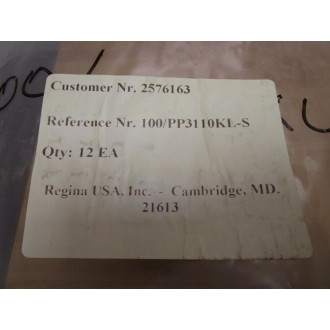 Customer Nr. 2576163
Reference Nr. 100/PP3110KL-S
Qty: 12 EA
Regina USA, Inc. - Cambridge, MD.
21613